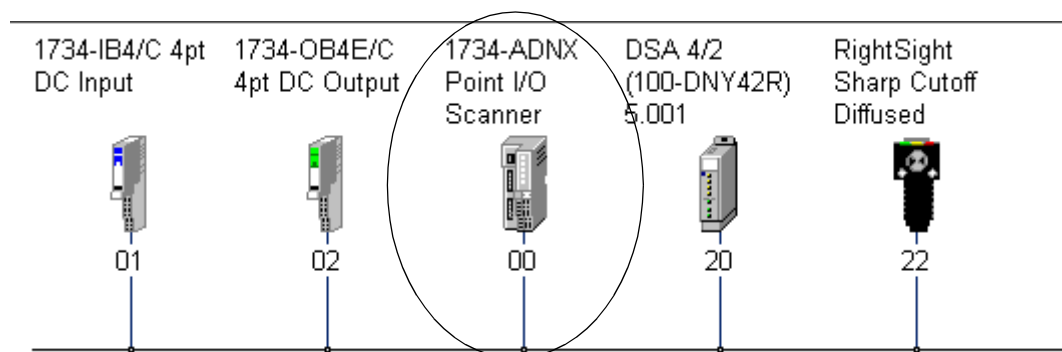 1734-IB4/C 4pt
DC Input
01
1734-OB4E/C
4pt DC Output
02
1734-ADNX
Point I/O
Scanner
00
DSA 4/2
(100-DNY42R)
5.001
20
RightSight
Sharp Cutoff
Diffused
22